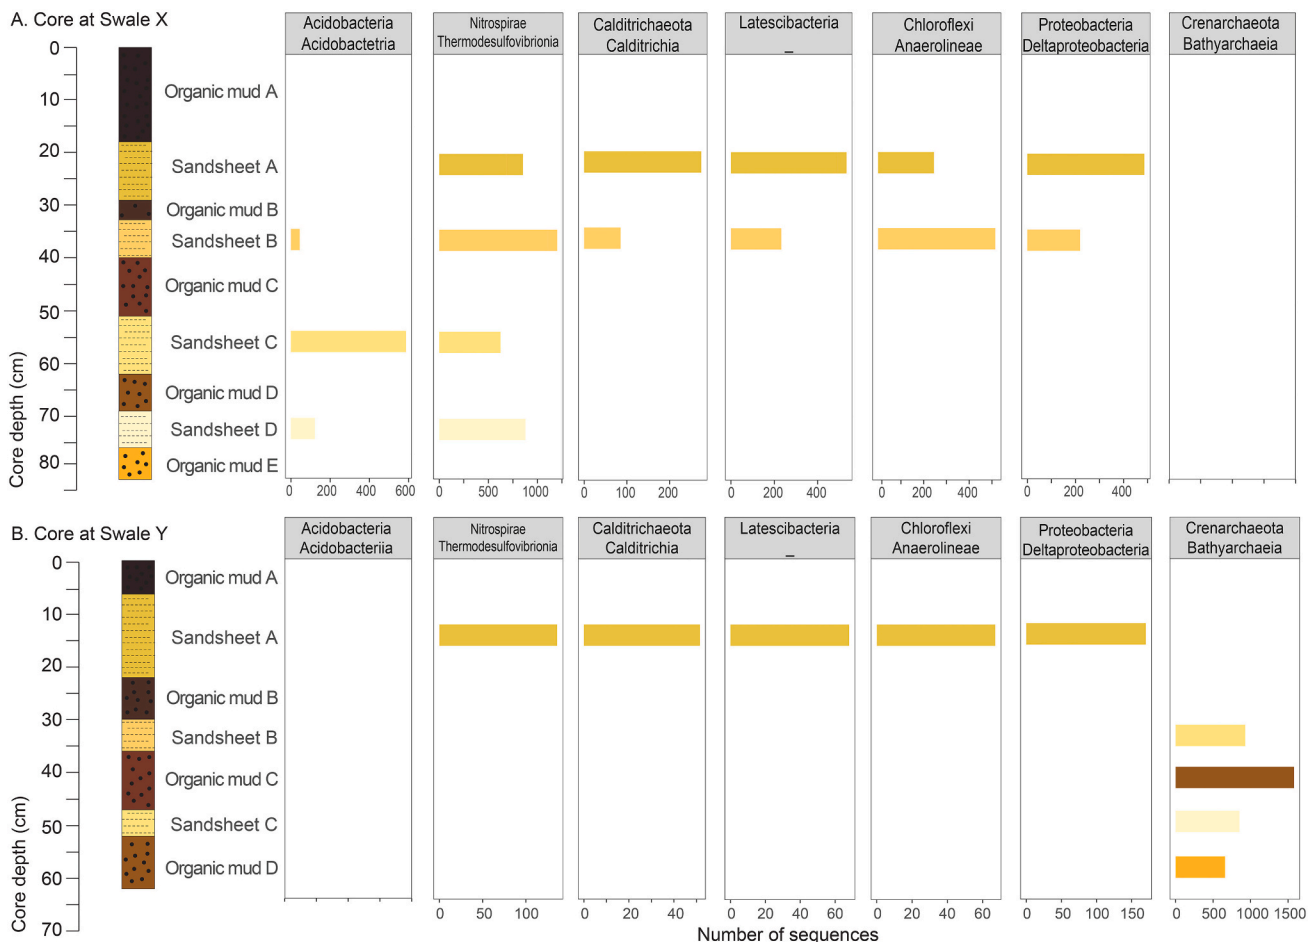 A. Core at Swale X
Acidobacteria
Acidobactetria
Nitrospirae
Thermodesulfovibrionia
Calditrichaeota
Calditrichia
Latescibacteria
_
Chloroflexi
Anaerolineae
Proteobacteria
Deltaproteobacteria
Crenarchaeota
Bathyarchaeia
Core depth (cm)
0
10
20
30
40
50
60
70
80
Organic mud A
Sandsheet A
Organic mud B
Sandsheet B
Organic mud C
Sandsheet C
Organic mud D
Sandsheet D
Organic mud E
0 200 400 600
0 500 1000
0 100 200
0 200 400
0 200 400
0 200 400
B. Core at Swale Y
Acidobacteria
Acidobacteriia
Nitrospirae
Thermodesulfovibrionia
Calditrichaeota
Calditrichia
Latescibacteria
_
Chloroflexi
Anaerolineae
Proteobacteria
Deltaproteobacteria
Crenarchaeota
Bathyarchaeia
Core depth (cm)
0
10
20
30
40
50
60
70
Organic mud A
Sandsheet A
Organic mud B
Sandsheet B
Organic mud C
Sandsheet C
Organic mud D
0 50 100
0 20 40
0 20 40 60
0 20 40 60
0 50 100 150
0 500 1000 1500
Number of sequences